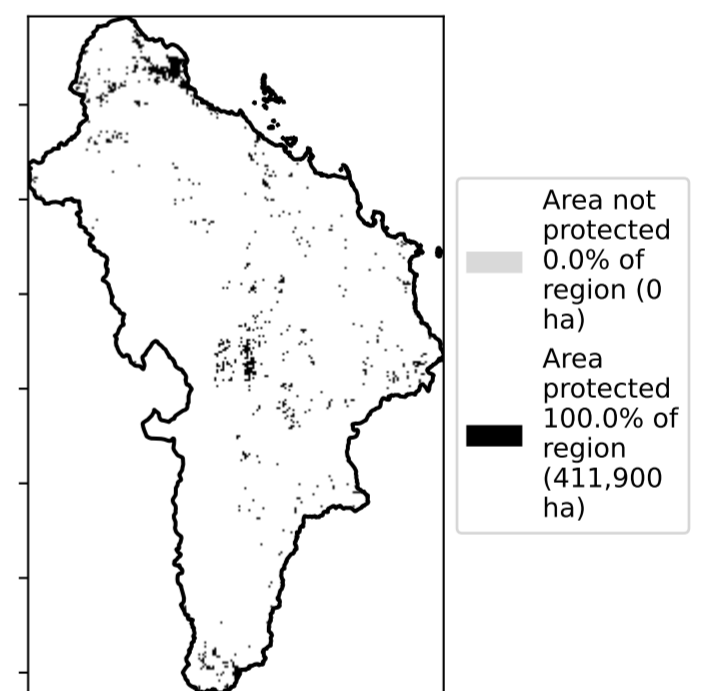 Area not
protected
0.0% of
region (0
ha)
Area
protected
100.0% of
region
(411,900
ha)